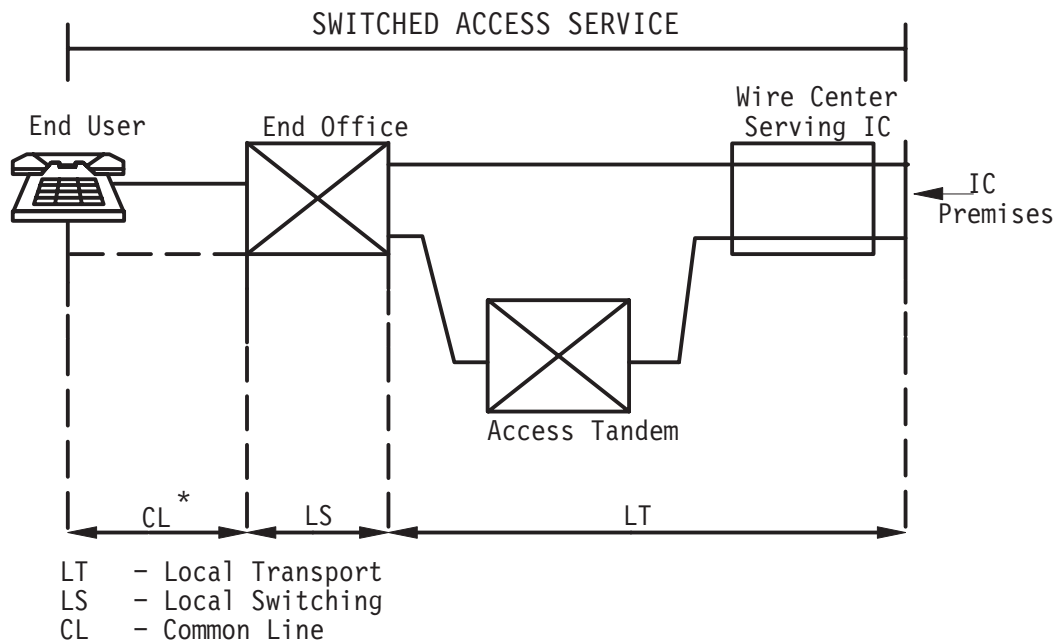 SWITCHED ACCESS SERVICE
Wire Center
Serving IC
End User
End Office
IC
Premises
Access Tandem
CL*
LS
LT
LT – Local Transport
LS – Local Switching
CL – Common Line